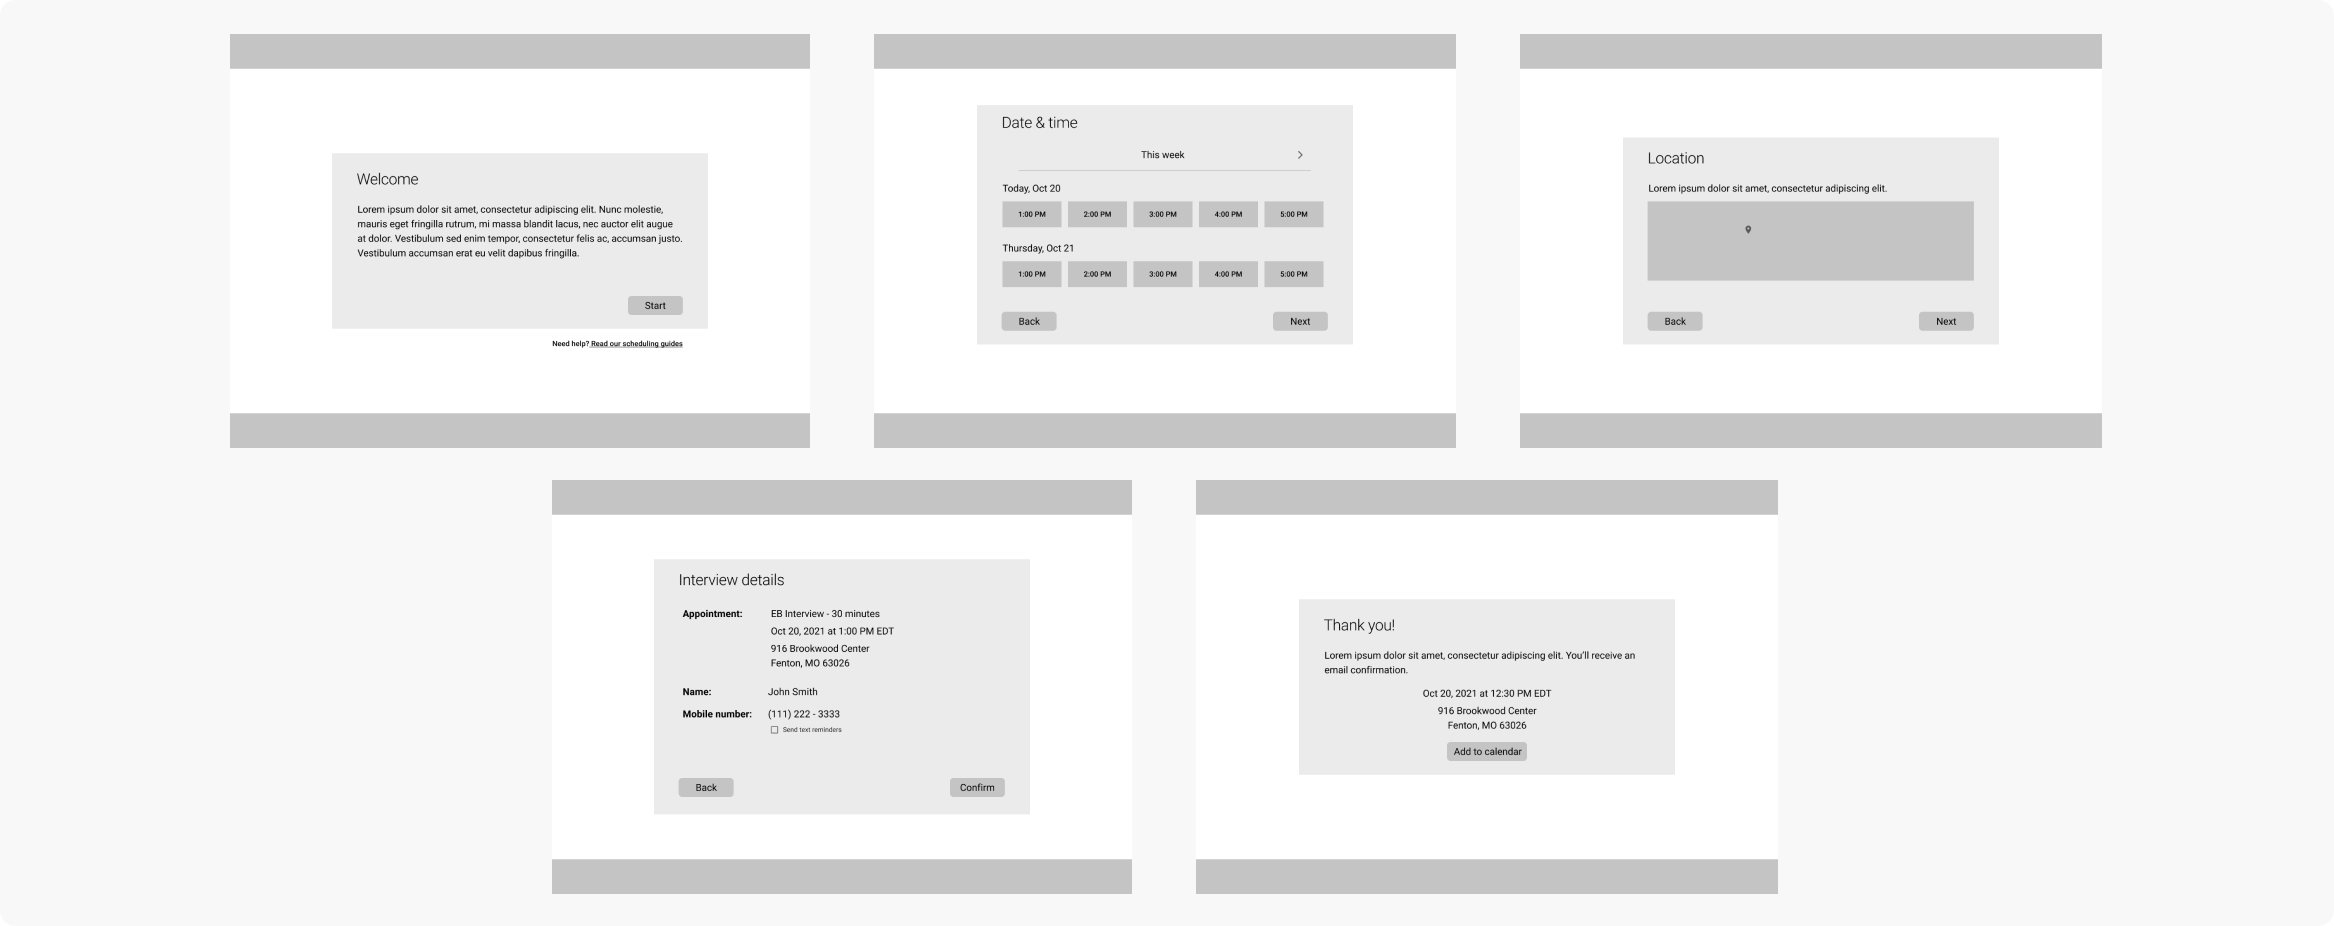 Welcome
Lorem ipsum dolor sit amet, consectetur adipiscing elit. Nunc molestie,
mauris eget fringilla rutrum, mi massa blandit lacus, nec auctor elit augue
at dolor. Vestibulum sed enim tempor, consectetur felis ac, accumsan justo.
Vestibulum accumsan erat eu velit dapibus fringilla.
Start
Need help? Read our scheduling guides
Date & time
This week
Today, Oct 20
1:00 PM 2:00 PM 3:00 PM 4:00 PM 5:00 PM
Thursday, Oct 21
1:00 PM 2:00 PM 3:00 PM 4:00 PM 5:00 PM
Back Next
Location
Lorem ipsum dolor sit amet, consectetur adipiscing elit.
Back Next
Interview details
Appointment: EB Interview - 30 minutes
Oct 20, 2021 at 1:00 PM EDT
916 Brookwood Center
Fenton, MO 63026
Name: John Smith
Mobile number: (111) 222 - 3333
Send text reminders
Back Confirm
Thank you!
Lorem ipsum dolor sit amet, consectetur adipiscing elit. You'll receive an
email confirmation.
Oct 20, 2021 at 12:30 PM EDT
916 Brookwood Center
Fenton, MO 63026
Add to calendar